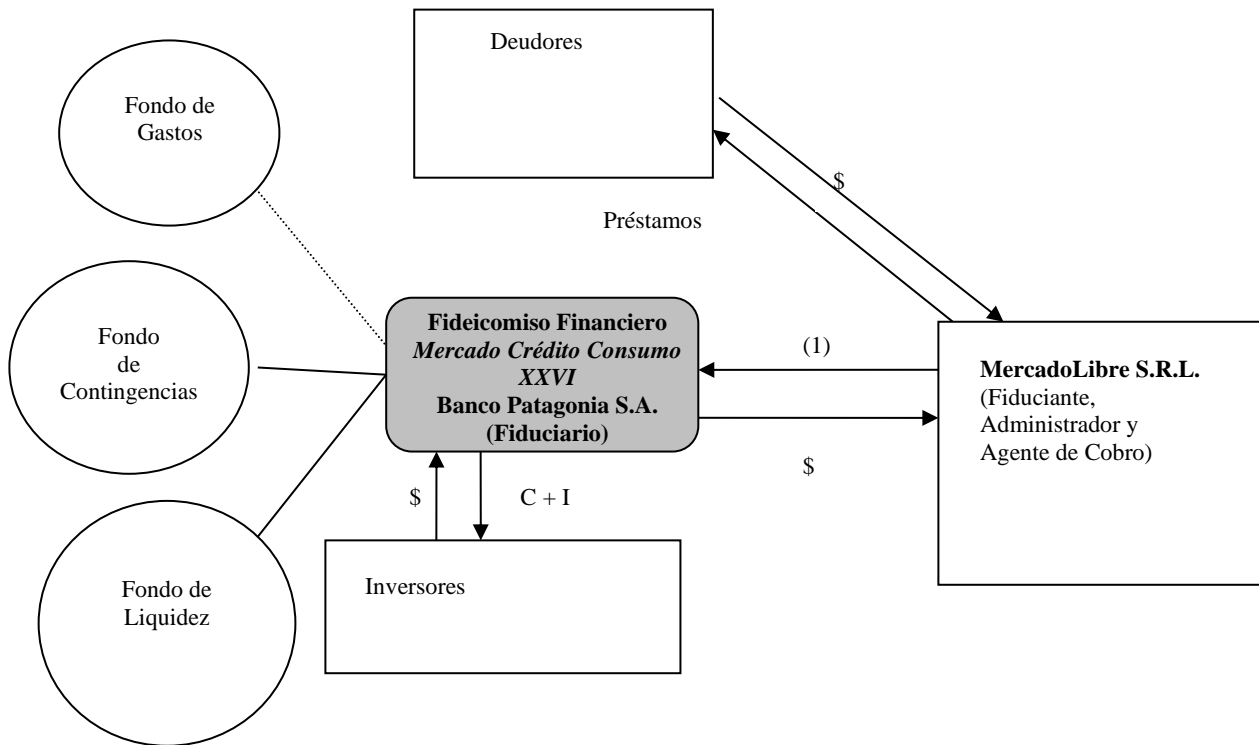 Deudores
Fondo de
Gastos
$
Préstamos
Fondo
de
Contingencias
Fideicomiso Financiero
Mercado Crédito Consumo
XXVI
Banco Patagonia S.A.
(Fiduciario)
(1)
MercadoLibre S.R.L.
(Fiduciante,
Administrador y
Agente de Cobro)
$
$
C + I
Fondo de
Liquidez
Inversores